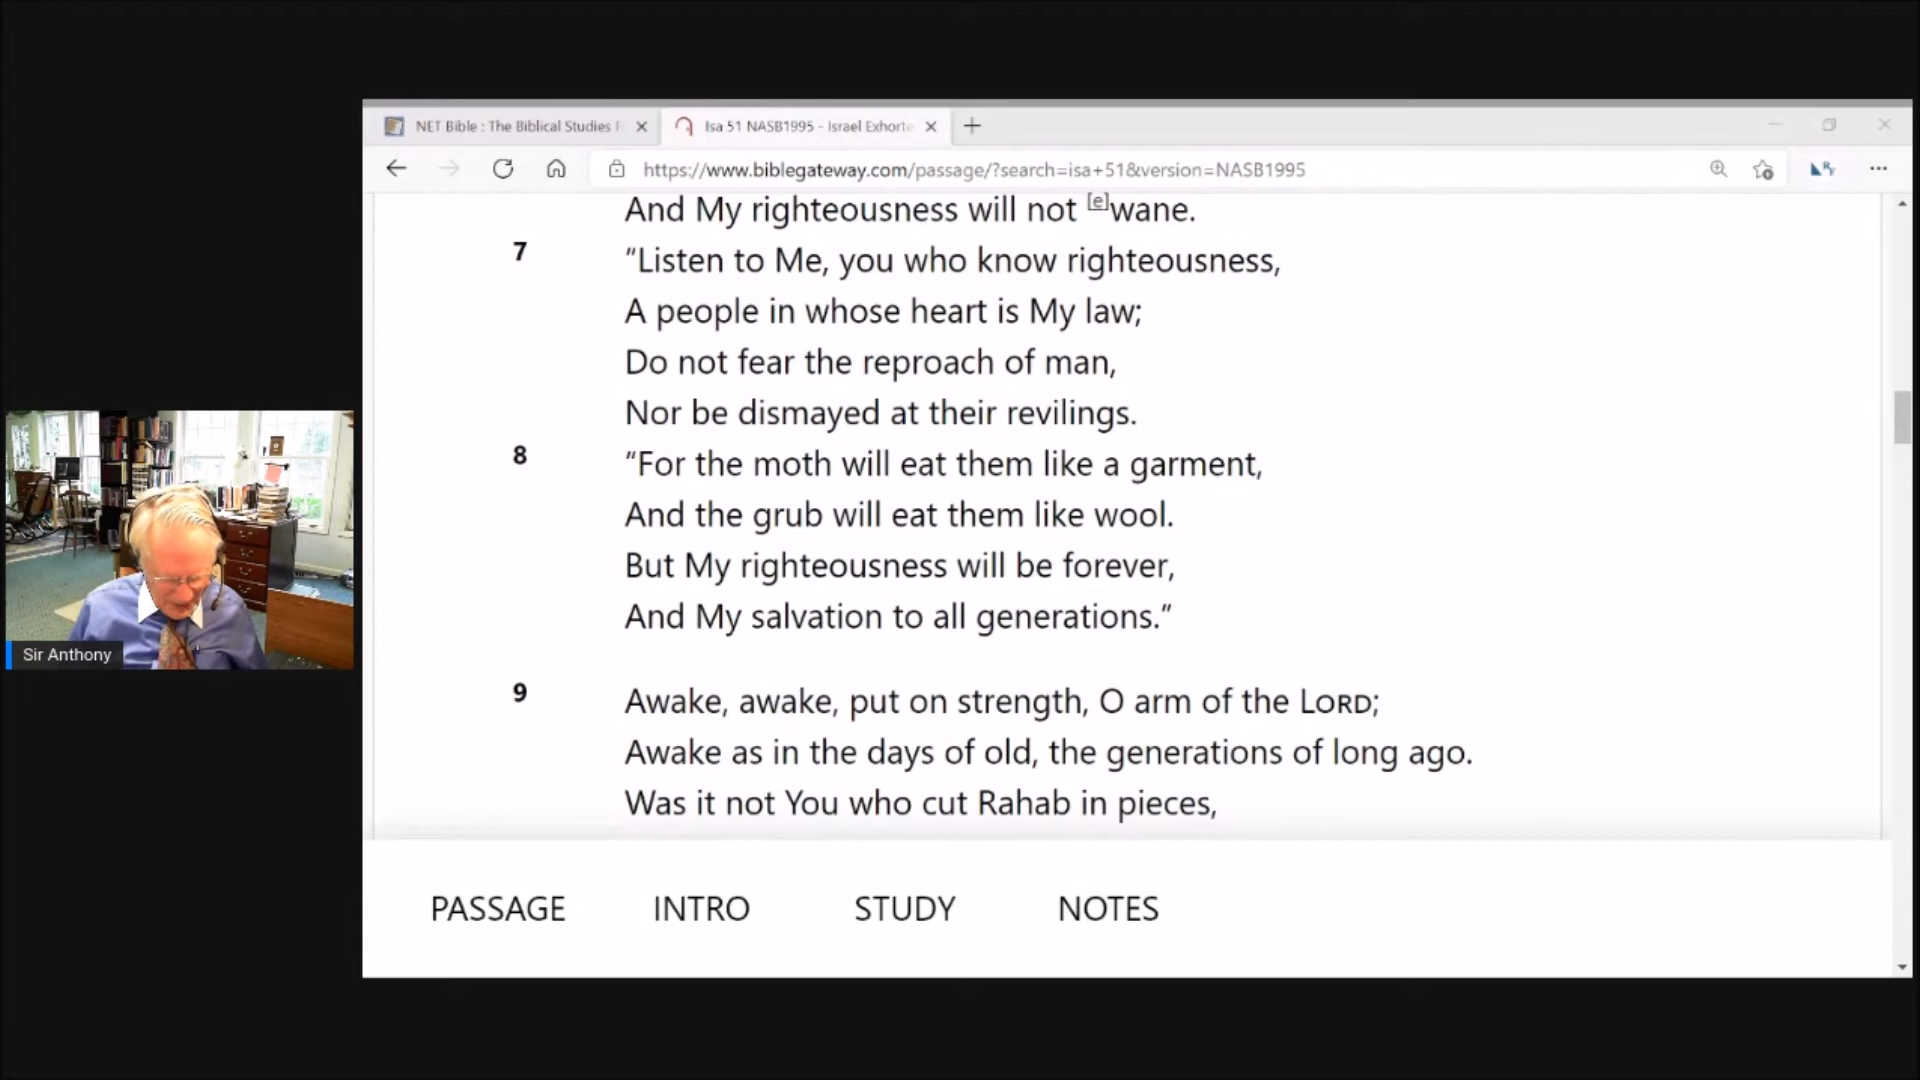 NET Bible : The Biblical Studies F
Isa 51 NASB1995 - Israel Exhorte
https://www.biblegateway.com/passage/?search=isa+51&version=NASB1995
And My righteousness will not [e]wane.
7 “Listen to Me, you who know righteousness,
A people in whose heart is My law;
Do not fear the reproach of man,
Nor be dismayed at their revilings.
8 “For the moth will eat them like a garment,
And the grub will eat them like wool.
But My righteousness will be forever,
And My salvation to all generations.”
9 Awake, awake, put on strength, O arm of the LORD;
Awake as in the days of old, the generations of long ago.
Was it not You who cut Rahab in pieces,
PASSAGE INTRO STUDY NOTES
Sir Anthony